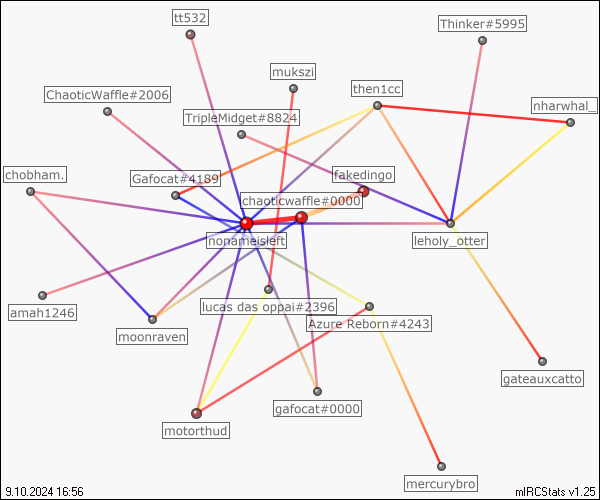 tt532
Thinker#5995
mukszi
then1cc
ChaoticWaffle#2006
nharwhal_
TripleMidget#8824
chobham.
Gafocat#4189
fakedingo
chaoticwaffle#0000
nonameisleft
leholy_otter
amah1246
lucas das oppai#2396
Azure Reborn#4243
moonraven
gateauxcatto
gafocat#0000
motorthud
mercurybro
9.10.2024 16:56
mIRCStats v1.25